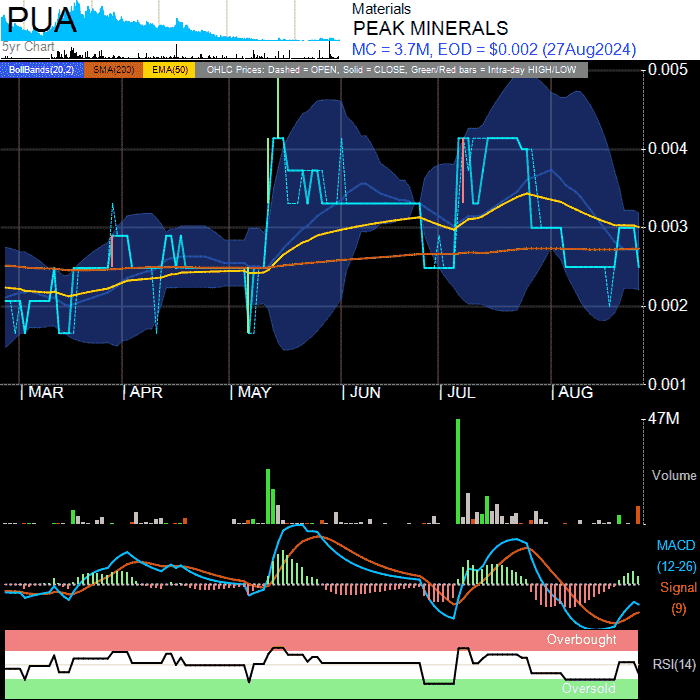 PUA
5yr Chart
Materials
PEAK MINERALS
MC = 3.7M, EOD = $0.002 (27Aug2024)
BollBands(20,2) SMA(200) EMA(50) OHLC Prices: Dashed = OPEN, Solid = CLOSE, Green/Red bars = Intra-day HIGH/LOW
0.005
0.004
0.003
0.002
0.001
MAR APR MAY JUN JUL AUG
47M
Volume
MACD
(12-26)
Signal
(9)
Overbought
RSI(14)
Oversold